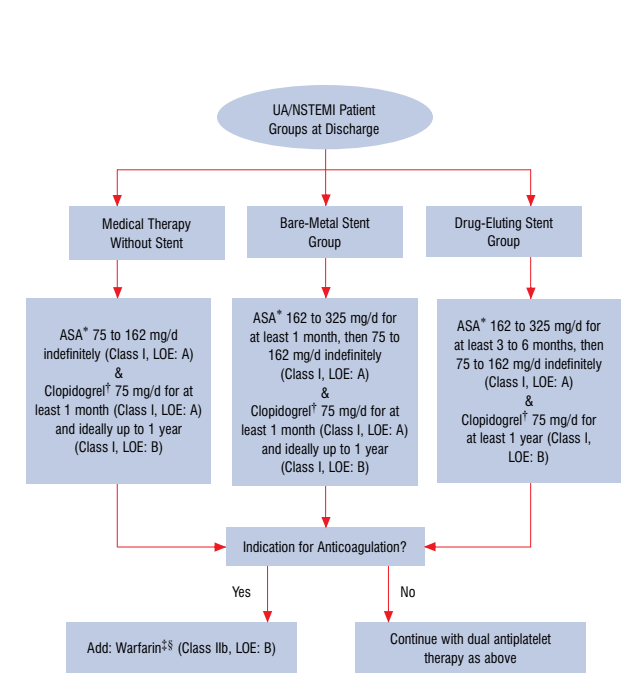 UA/NSTEMI Patient
Groups at Discharge
Medical Therapy
Without Stent
Bare-Metal Stent
Group
Drug-Eluting Stent
Group
ASA* 75 to 162 mg/d
indefinitely (Class I, LOE: A)
&
Clopidogrel† 75 mg/d for at
least 1 month (Class I, LOE: A)
and ideally up to 1 year
(Class I, LOE: B)
ASA* 162 to 325 mg/d for
at least 1 month, then 75 to
162 mg/d indefinitely
(Class I, LOE: A)
&
Clopidogrel† 75 mg/d for at
least 1 month (Class I, LOE: A)
and ideally up to 1 year
(Class I, LOE: B)
ASA* 162 to 325 mg/d for
at least 3 to 6 months, then
75 to 162 mg/d indefinitely
(Class I, LOE: A)
&
Clopidogrel† 75 mg/d for
at least 1 year (Class I,
LOE: B)
Indication for Anticoagulation?
Yes
No
Add: Warfarin‡§ (Class IIb, LOE: B)
Continue with dual antiplatelet
therapy as above